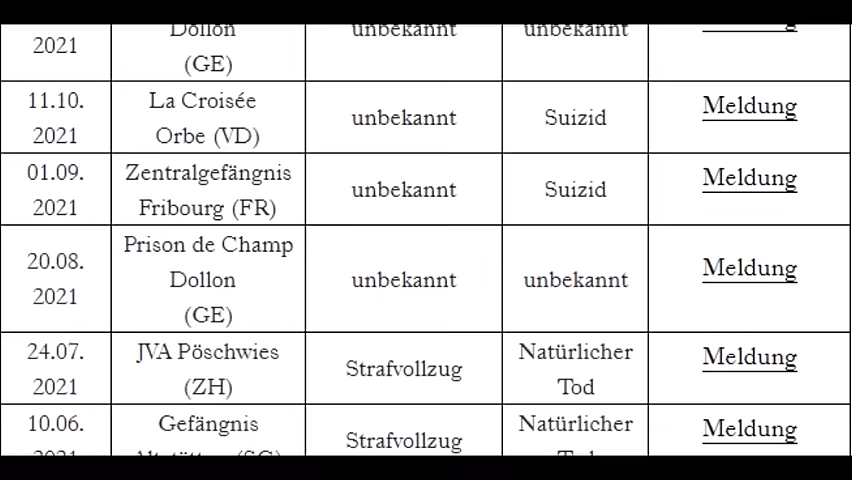 Dollon
unbekannt
unbekannt
2021
(GE)
11.10.
2021
La Croisée
Orbe (VD)
unbekannt
Suizid
Meldung
01.09.
2021
Zentralgefängnis
Fribourg (FR)
unbekannt
Suizid
Meldung
20.08.
2021
Prison de Champ
Dollon
(GE)
unbekannt
unbekannt
Meldung
24.07.
2021
JVA Pöschwies
(ZH)
Strafvollzug
Natürlicher
Tod
Meldung
10.06.
Gefängnis
Strafvollzug
Natürlicher
Meldung